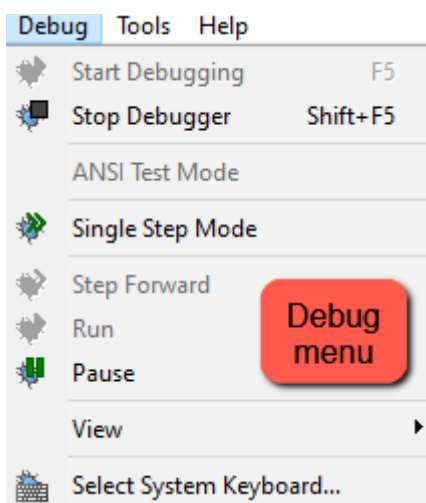 Debug Tools Help
Start Debugging F5
Stop Debugger Shift+F5
ANSI Test Mode
Single Step Mode
Step Forward
Run
Debug
menu
Pause
View
Select System Keyboard...